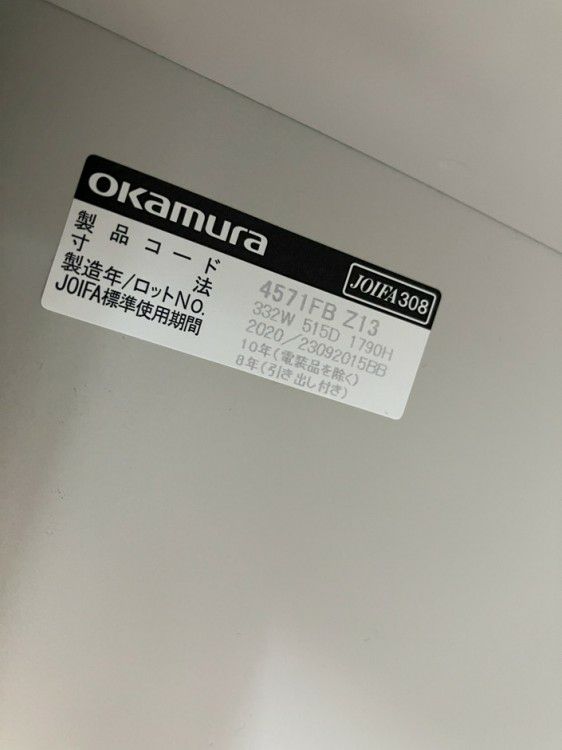 OKamura
JOIFA308
製品コード 4571FB Z13
寸法 332W 515D 1790H
製造年/ロットNO. 2020/23092015BB
JOIFA標準使用期間 10年(電装品を除く)
8年(引き出し付き)